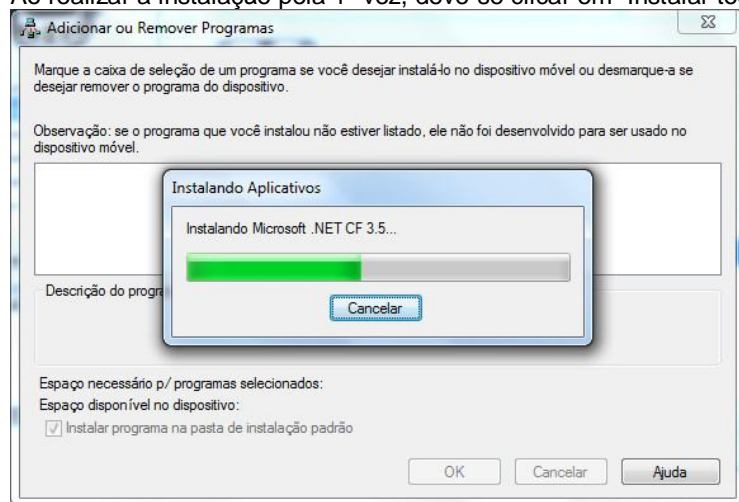 Adicionar ou Remover Programas
Marque a caixa de seleção de um programa se você desejar instalá-lo no dispositivo móvel ou desmarque-a se
desejar remover o programa do dispositivo.
Observação: se o programa que você instalou não estiver listado, ele não foi desenvolvido para ser usado no
dispositivo móvel.
Instalando Aplicativos
Instalando Microsoft .NET CF 3.5...
Cancelar
Descrição do
Espaço necessário p/ programas selecionados:
Espaço disponível no dispositivo:
Instalar programa na pasta de instalação padrão
OK
Cancelar
Ajuda